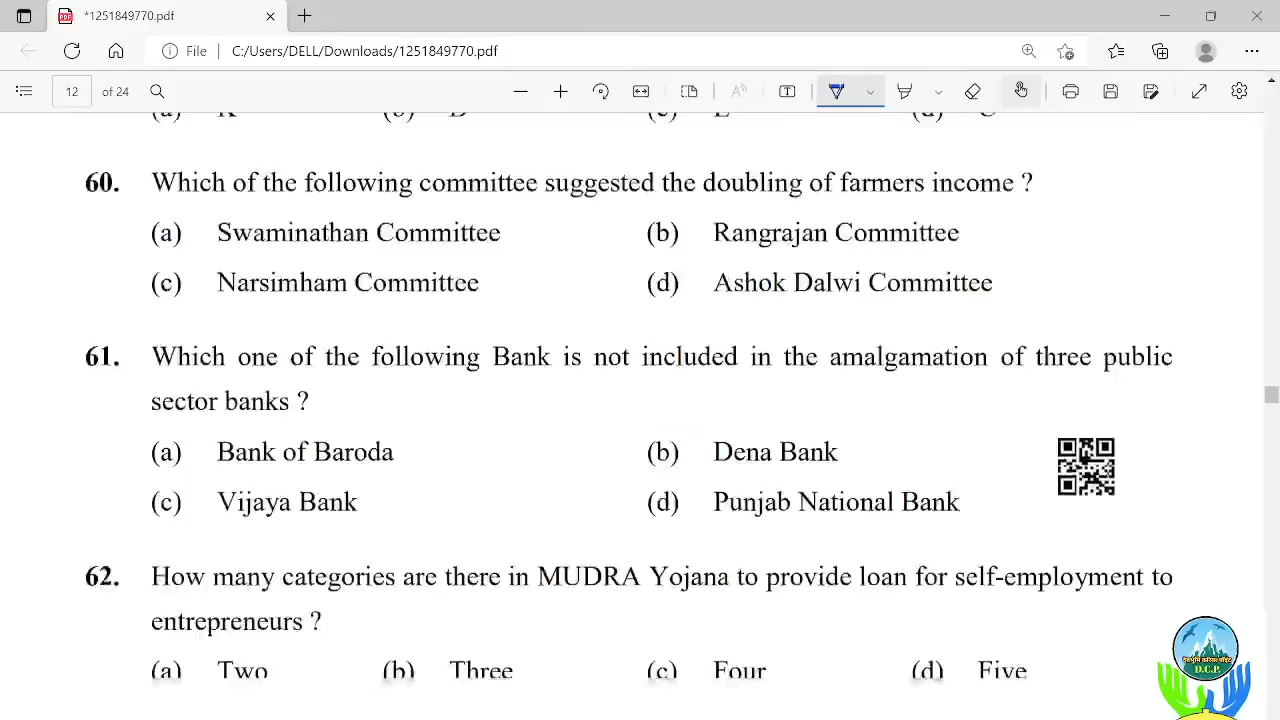 *1251849770.pdf
File C:/Users/DELL/Downloads/1251849770.pdf
12 of 24
60. Which of the following committee suggested the doubling of farmers income ?
(a) Swaminathan Committee (b) Rangrajan Committee
(c) Narsimham Committee (d) Ashok Dalwi Committee
61. Which one of the following Bank is not included in the amalgamation of three public
sector banks ?
(a) Bank of Baroda (b) Dena Bank
(c) Vijaya Bank (d) Punjab National Bank
62. How many categories are there in MUDRA Yojana to provide loan for self-employment to
entrepreneurs ?
(a) Two (b) Three (c) Four (d) Five
D.C.P.